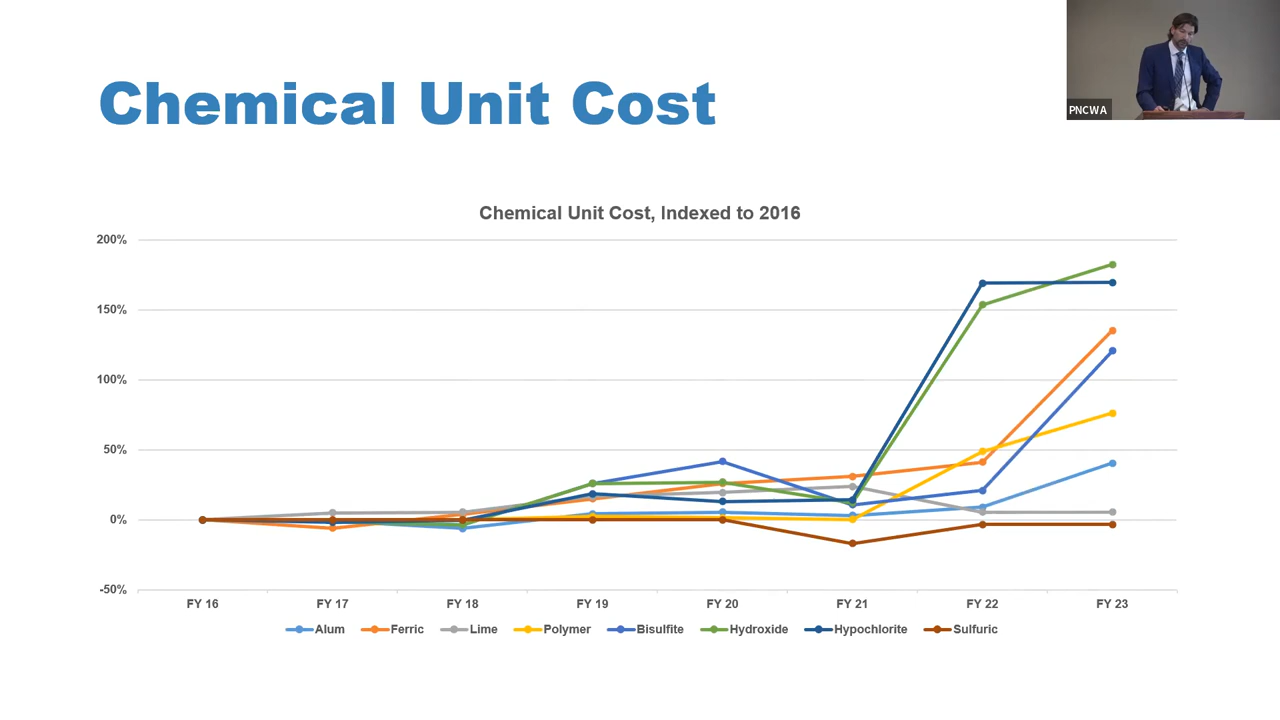 Chemical Unit Cost
PNCWA
Chemical Unit Cost, Indexed to 2016
200%
150%
100%
50%
0%
-50%
FY 16 FY 17 FY 18 FY 19 FY 20 FY 21 FY 22 FY 23
Alum Ferric Lime Polymer Bisulfite Hydroxide Hypochlorite Sulfuric